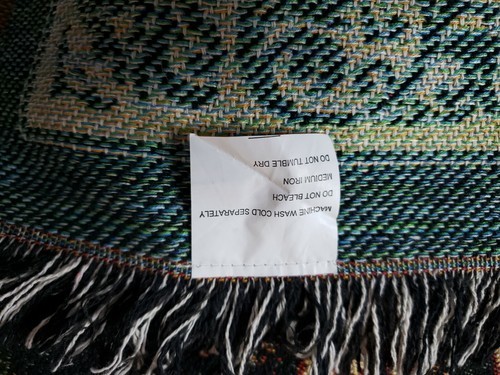 MACHINE WASH COLD SEPARATELY
DO NOT BLEACH
MEDIUM IRON
DO NOT TUMBLE DRY